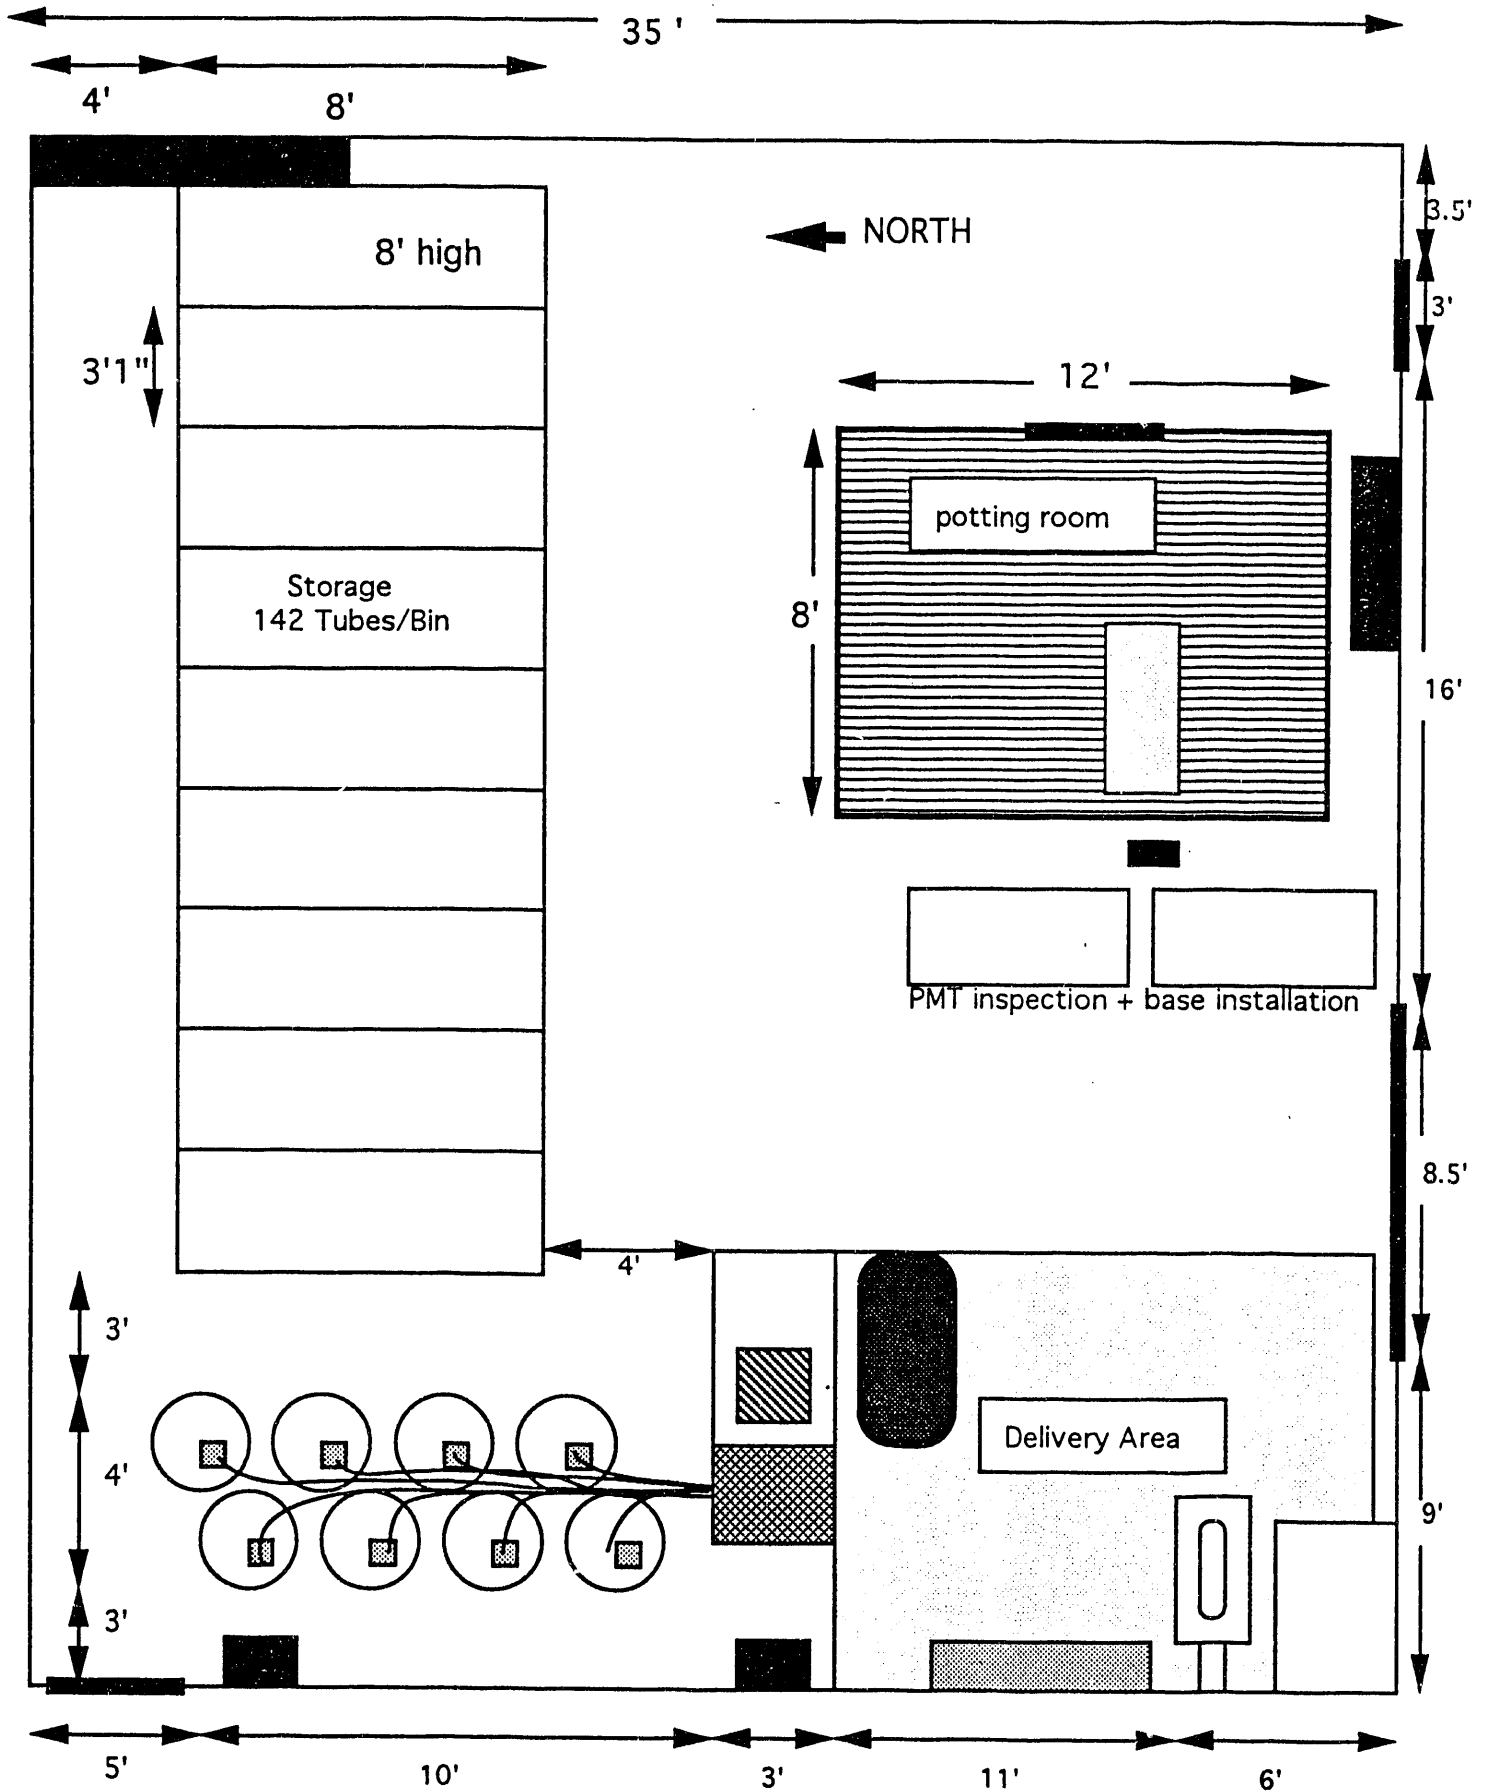 35 '
4'
8'
8' high
NORTH
3.5'
3'
3'1"
12'
potting room
8'
Storage
142 Tubes/Bin
16'
PMT inspection + base installation
8.5'
4'
3'
Delivery Area
4'
9'
3'
5'
10'
3'
11'
6'